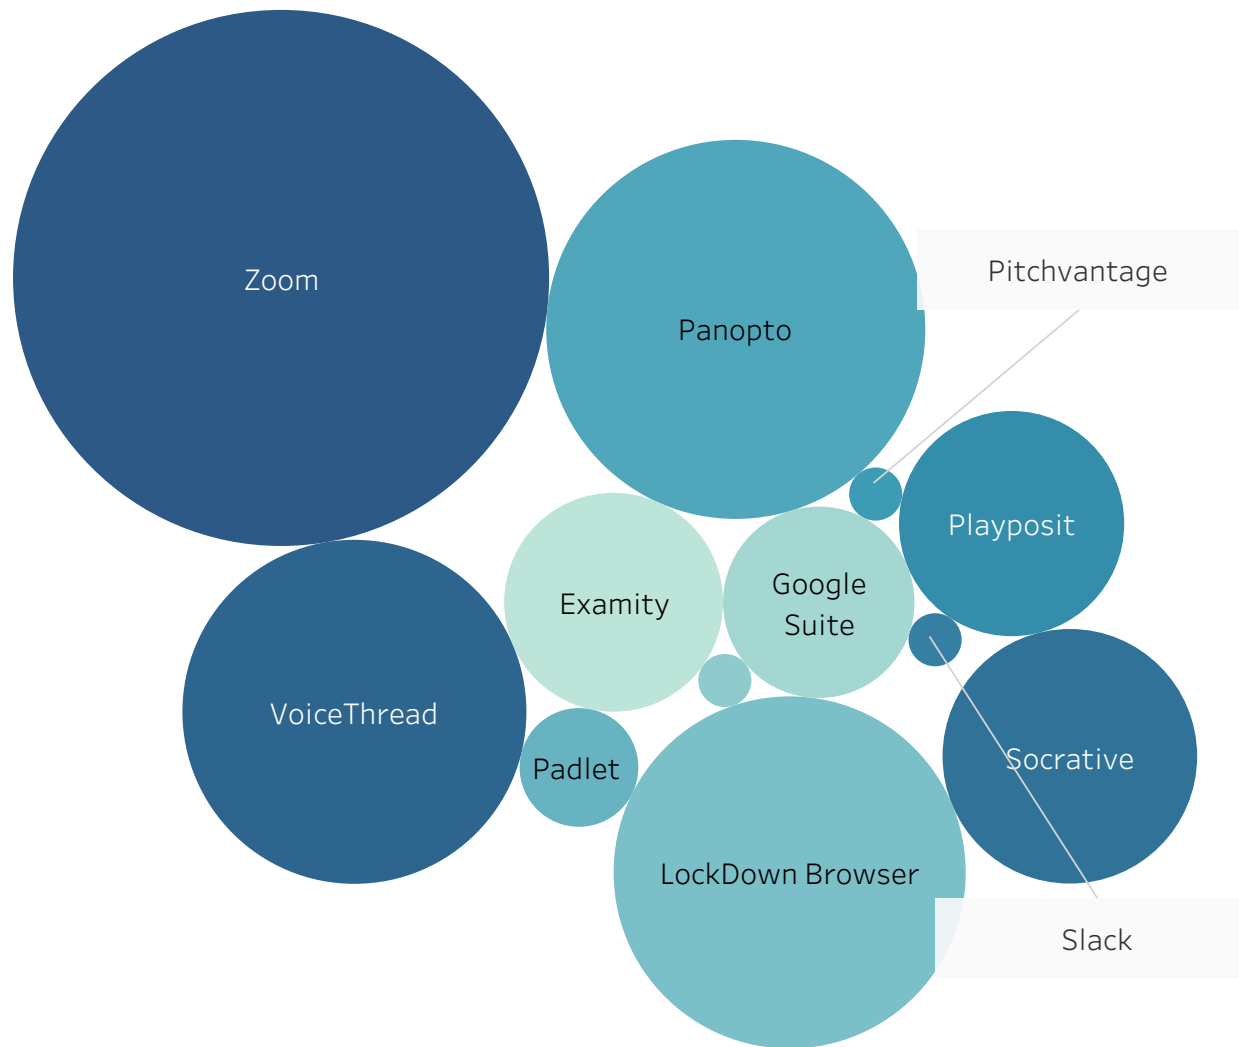 Zoom
Panopto
Pitchvantage
Playposit
Examity
Google
Suite
VoiceThread
Padlet
Socrative
LockDown Browser
Slack